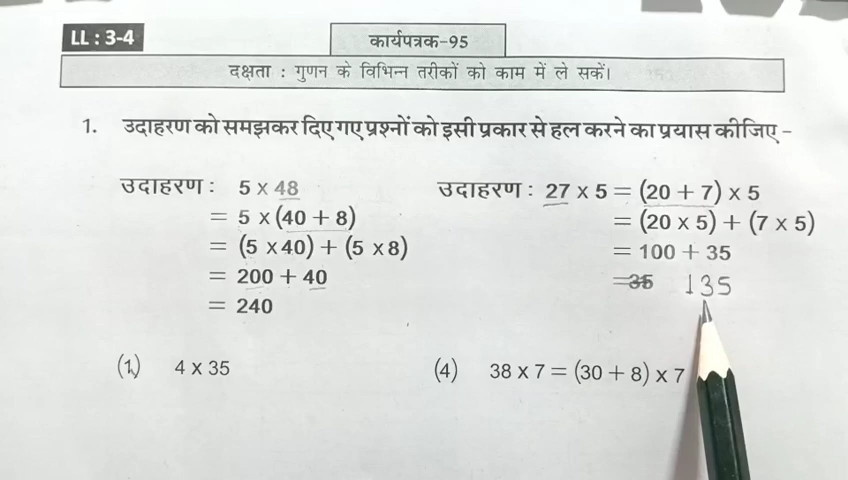 LL : 3-4
कार्यपत्रक-95
दक्षता : गुणन के विभिन्न तरीकों को काम में ले सकें।
1. उदाहरण को समझकर दिए गए प्रश्नों को इसी प्रकार से हल करने का प्रयास कीजिए -
उदाहरण : 5 x 48
= 5 x (40 + 8)
= (5 x 40) + (5 x 8)
= 200 + 40
= 240
उदाहरण : 27 x 5 = (20 + 7) x 5
= (20 x 5) + (7 x 5)
= 100 + 35
= 35 135
(1) 4 x 35
(4) 38 x 7 = (30 + 8) x 7